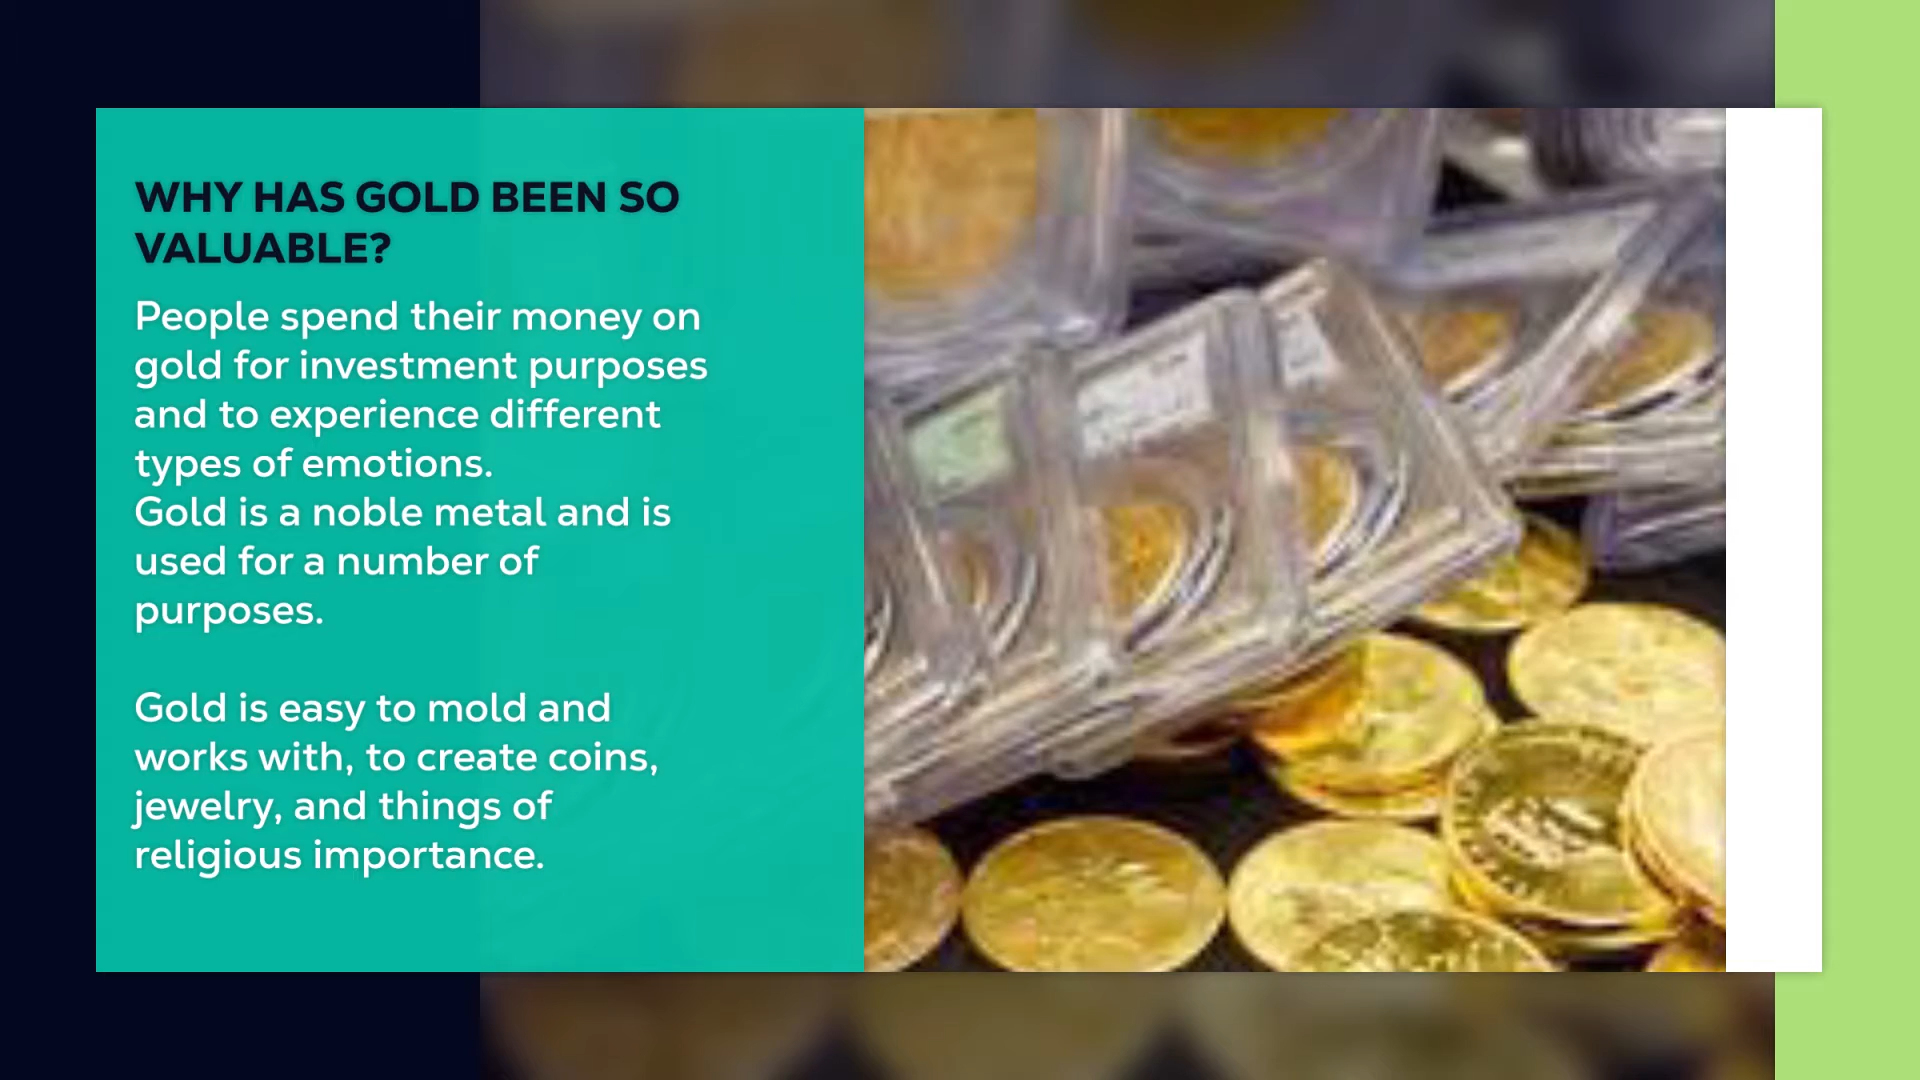 WHY HAS GOLD BEEN SO
VALUABLE?
People spend their money on
gold for investment purposes
and to experience different
types of emotions.
Gold is a noble metal and is
used for a number of
purposes.
Gold is easy to mold and
works with, to create coins,
jewelry, and things of
religious importance.